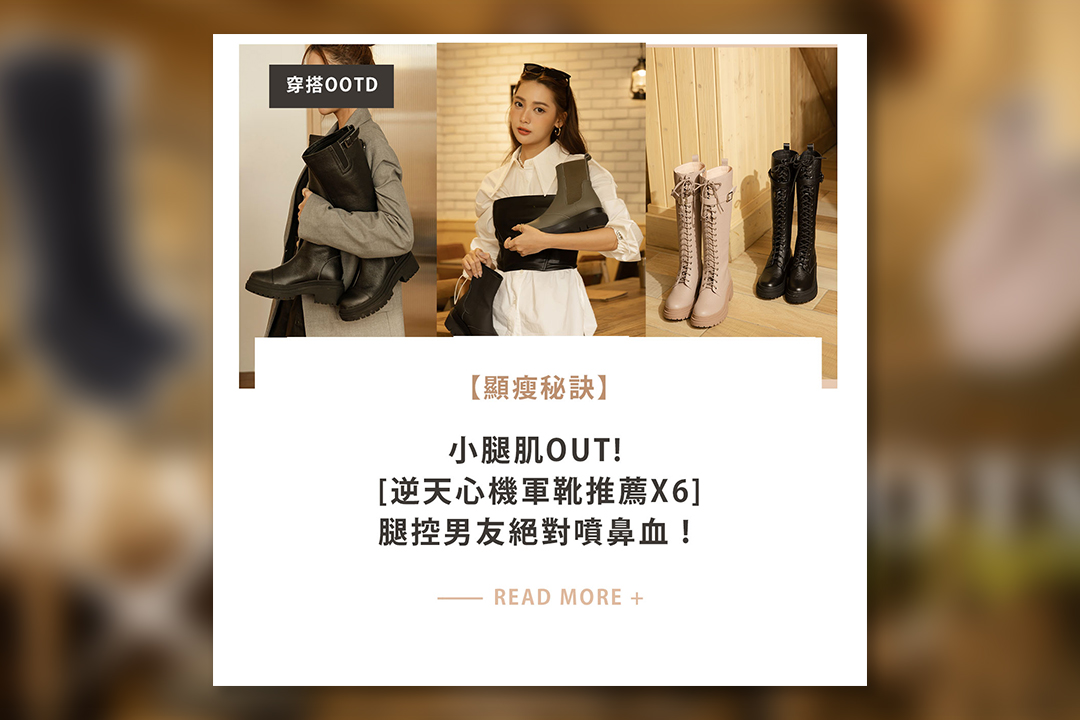 穿搭OOTD
【顯瘦秘訣】
小腿肌OUT!
[逆天心機軍靴推薦X6]
腿控男友絕對噴鼻血！
READ MORE +